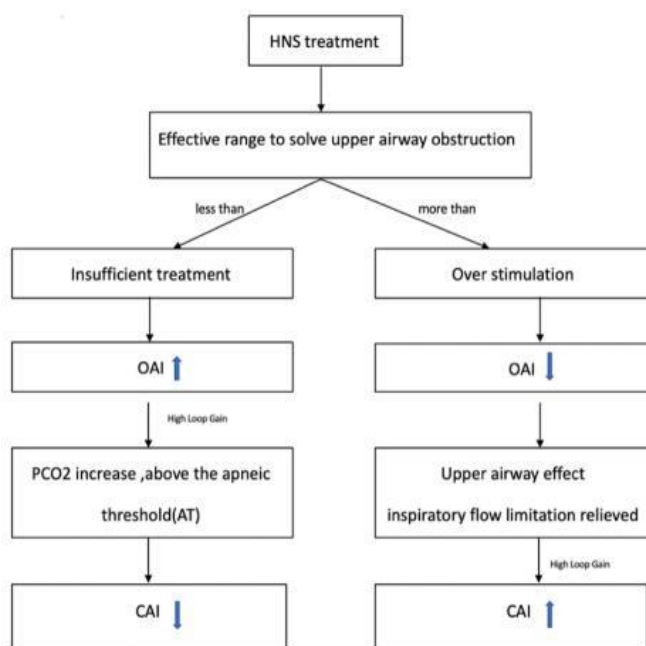 HNS treatment
Effective range to solve upper airway obstruction
less than
more than
Insufficient treatment
Over stimulation
OAI
OAI
High Loop Gain
PCO2 increase ,above the apneic
threshold(AT)
Upper airway effect
inspiratory flow limitation relieved
High Loop Gain
CAI
CAI